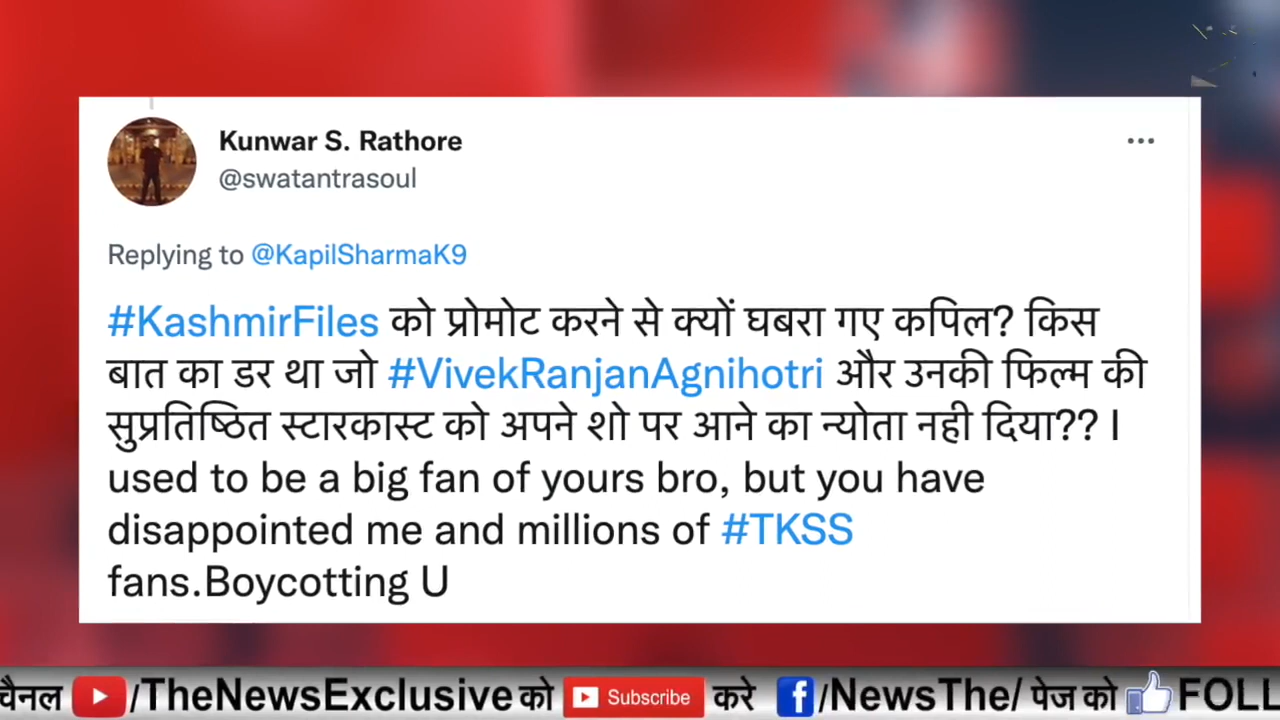 Kunwar S. Rathore
@swatantrasoul
Replying to @KapilSharmaK9
#KashmirFiles को प्रोमोट करने से क्यों घबरा गए कपिल? किस
बात का डर था जो #VivekRanjanAgnihotri और उनकी फिल्म की
सुप्रतिष्ठित स्टारकास्ट को अपने शो पर आने का न्योता नही दिया?? I
used to be a big fan of yours bro, but you have
disappointed me and millions of #TKSS
fans.Boycotting U
चैनल /TheNewsExclusive को Subscribe करे f/NewsThe/ पेज को FOLL